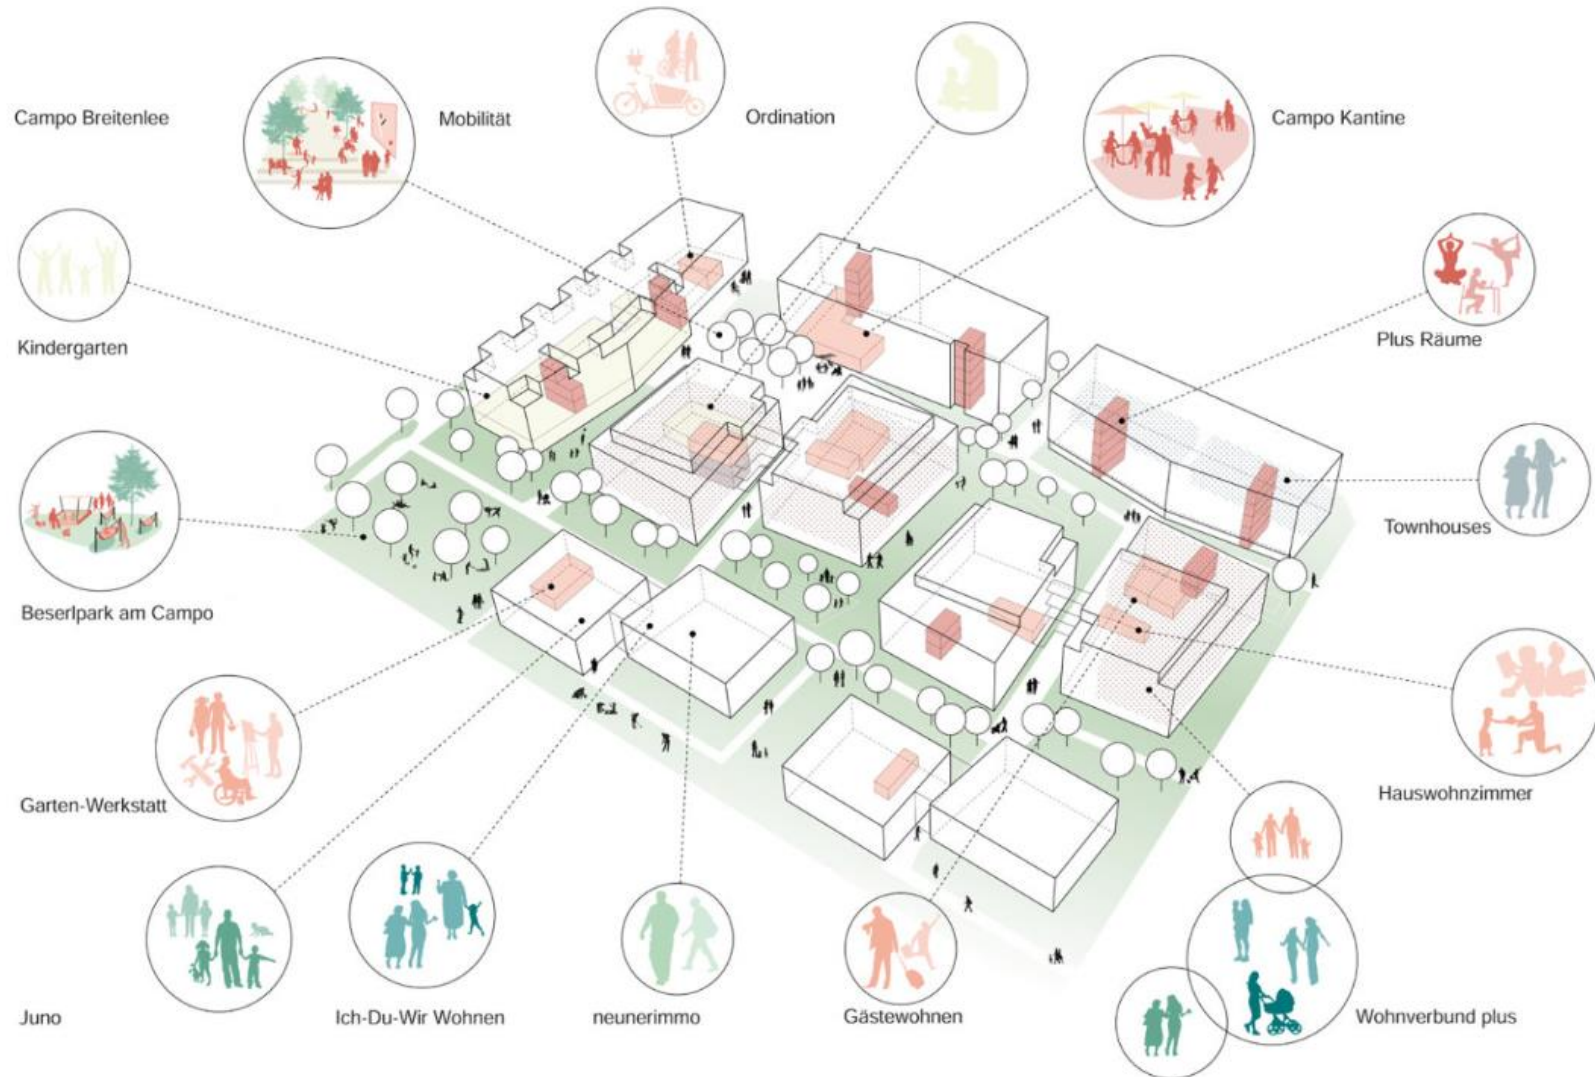 Campo Breitenlee
Mobilität
Ordination
Campo Kantine
Kindergarten
Plus Räume
Townhouses
Beserlpark am Campo
Garten-Werkstatt
Hauswohnzimmer
Juno
Ich-Du-Wir Wohnen
neunerimmo
Gästewohnen
Wohnverbund plus